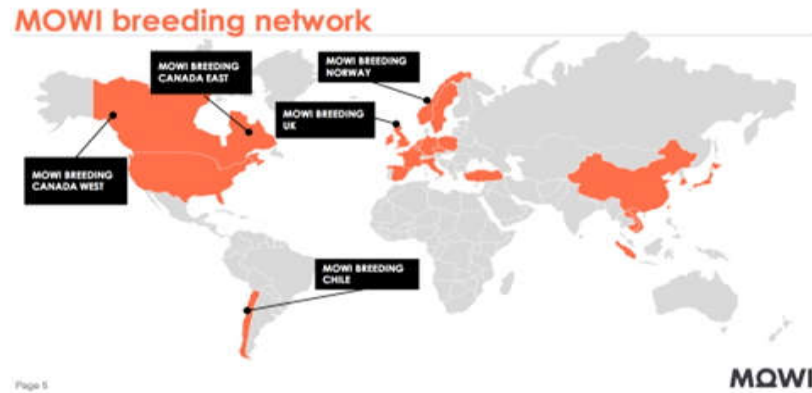 MOWI breeding network
MOWI BREEDING
CANADA EAST
MOWI BREEDING
NORWAY
MOWI BREEDING
UK
MOWI BREEDING
CANADA WEST
MOWI BREEDING
CHILE
Page 5
MOWI